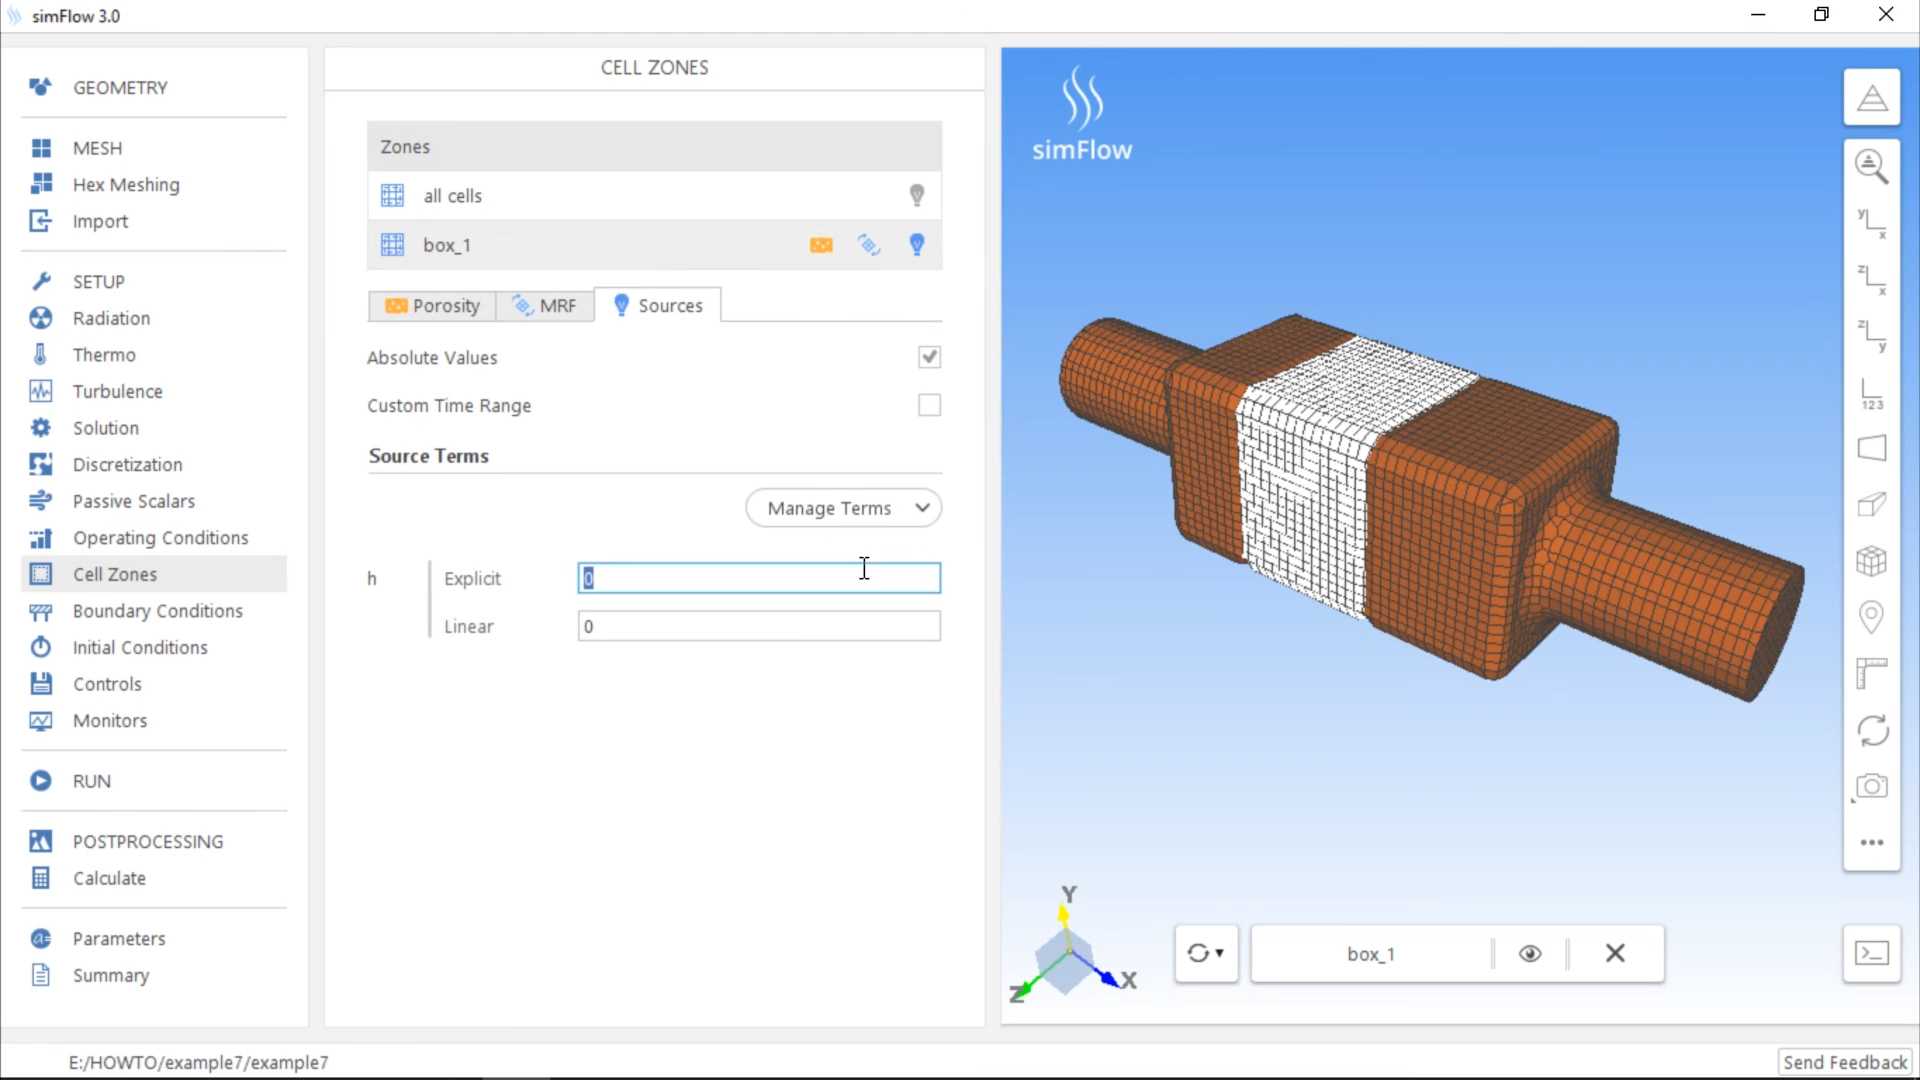 simFlow 3.0
GEOMETRY
MESH
Hex Meshing
Import
SETUP
Radiation
Thermo
Turbulence
Solution
Discretization
Passive Scalars
Operating Conditions
Cell Zones
Boundary Conditions
Initial Conditions
Controls
Monitors
RUN
POSTPROCESSING
Calculate
Parameters
Summary
CELL ZONES
Zones
all cells
box_1
Porosity MRF Sources
Absolute Values
Custom Time Range
Source Terms
Manage Terms
h Explicit 0
Linear 0
simFlow
y x
z x
z y
123
Y
X
Z
box_1
E:/HOWTO/example7/example7
Send Feedback